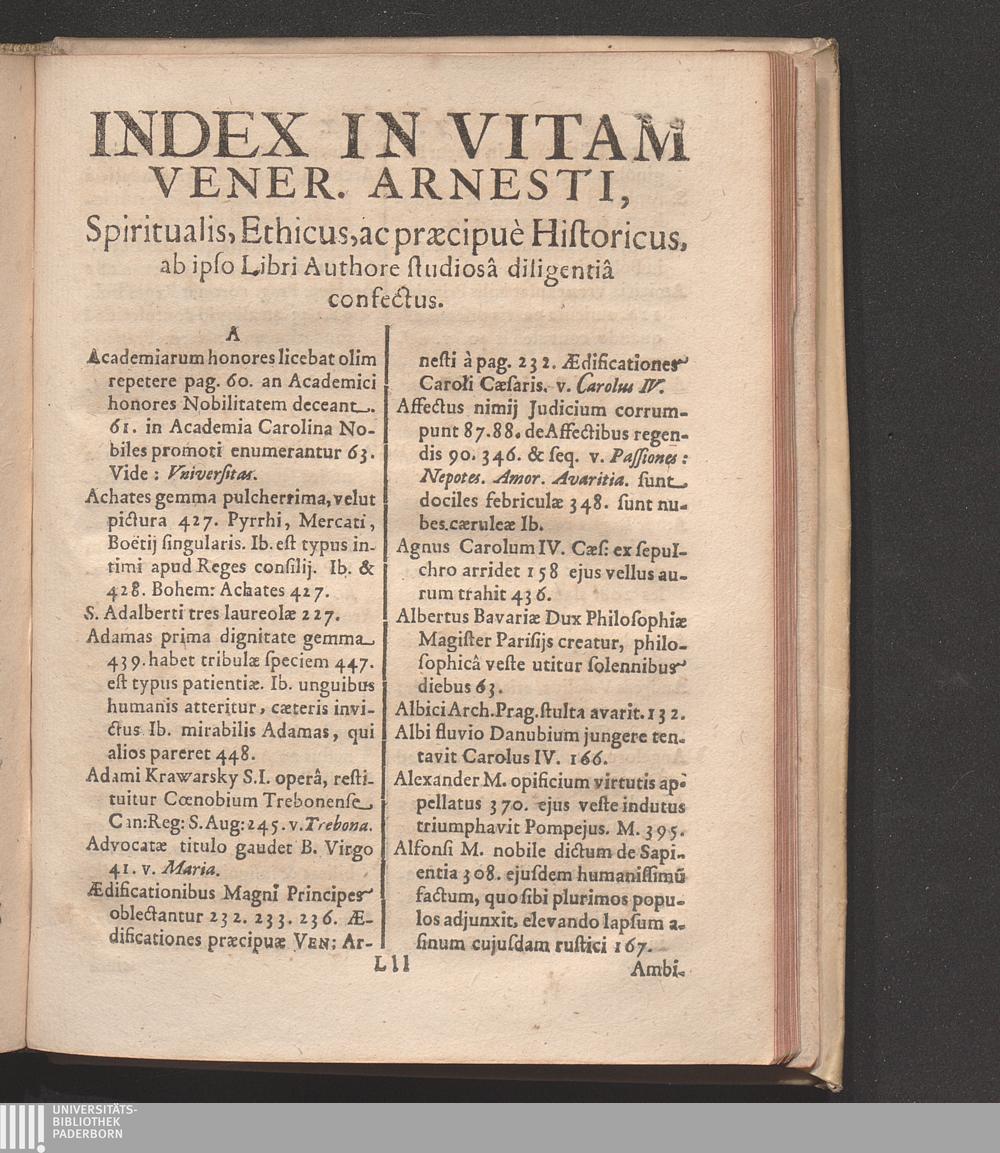 INDEX IN VITAM
VENER. ARNESTI,
Spiritualis, Ethicus, ac præcipuè Hiſtoricus,
ab ipſo Libri Authore ſtudiosâ diligentiâ
confectus.
A
Academiarum honores licebat olim
repetere pag. 60. an Academici
honores Nobilitatem deceant.
61. in Academia Carolina No-
biles promoti enumerantur 63.
Vide : Vniverſitas.
Achates gemma pulcherrima, velut
pictura 427. Pyrrhi, Mercati,
Boëtij ſingularis. Ib. eſt typus in-
timi apud Reges conſilij. Ib. &
428. Bohem: Achates 427.
S. Adalberti tres laureolæ 227.
Adamas prima dignitate gemma
439. habet tribulæ ſpeciem 447.
eſt typus patientiæ. Ib. unguibus
humanis atteritur, cæteris invi-
ctus Ib. mirabilis Adamas, qui
alios pareret 448.
Adami Krawarsky S.I. operâ, reſti-
tuitur Cœnobium Trebonenſe
Can:Reg: S. Aug: 245. v. Trebona.
Advocatæ titulo gaudet B. Virgo
41. v. Maria.
Ædificationibus Magni Principes
oblectantur 232. 233. 236. Æ-
dificationes præcipuæ VEN: Ar-
neſti à pag. 232. Ædificationes
Caroli Cæſaris. v. Carolus IV.
Affectus nimij Judicium corrum-
punt 87.88. de Affectibus regen-
dis 90. 346. & ſeq. v. Paſſiones :
Nepotes. Amor. Avaritia. ſunt
dociles febriculæ 348. ſunt nu-
bes cæruleæ Ib.
Agnus Carolum IV. Cæſ: ex ſepul-
chro arridet 158 ejus vellus au-
rum trahit 436.
Albertus Bavariæ Dux Philoſophiæ
Magiſter Pariſijs creatur, philo-
ſophicâ veſte utitur ſolennibus
diebus 63.
Albici Arch. Prag. ſtulta avarit. 132.
Albi fluvio Danubium jungere ten-
tavit Carolus IV. 166.
Alexander M. opificium virtutis ap-
pellatus 370. ejus veſte indutus
triumphavit Pompejus. M. 395.
Alfonſi M. nobile dictum de Sapi-
entia 308. ejuſdem humaniſſimũ
factum, quo ſibi plurimos popu-
los adjunxit, elevando lapſum a-
ſinum cujuſdam ruſtici 167.
Lll
Ambi-
UNIVERSITÄTS-
BIBLIOTHEK
PADERBORN